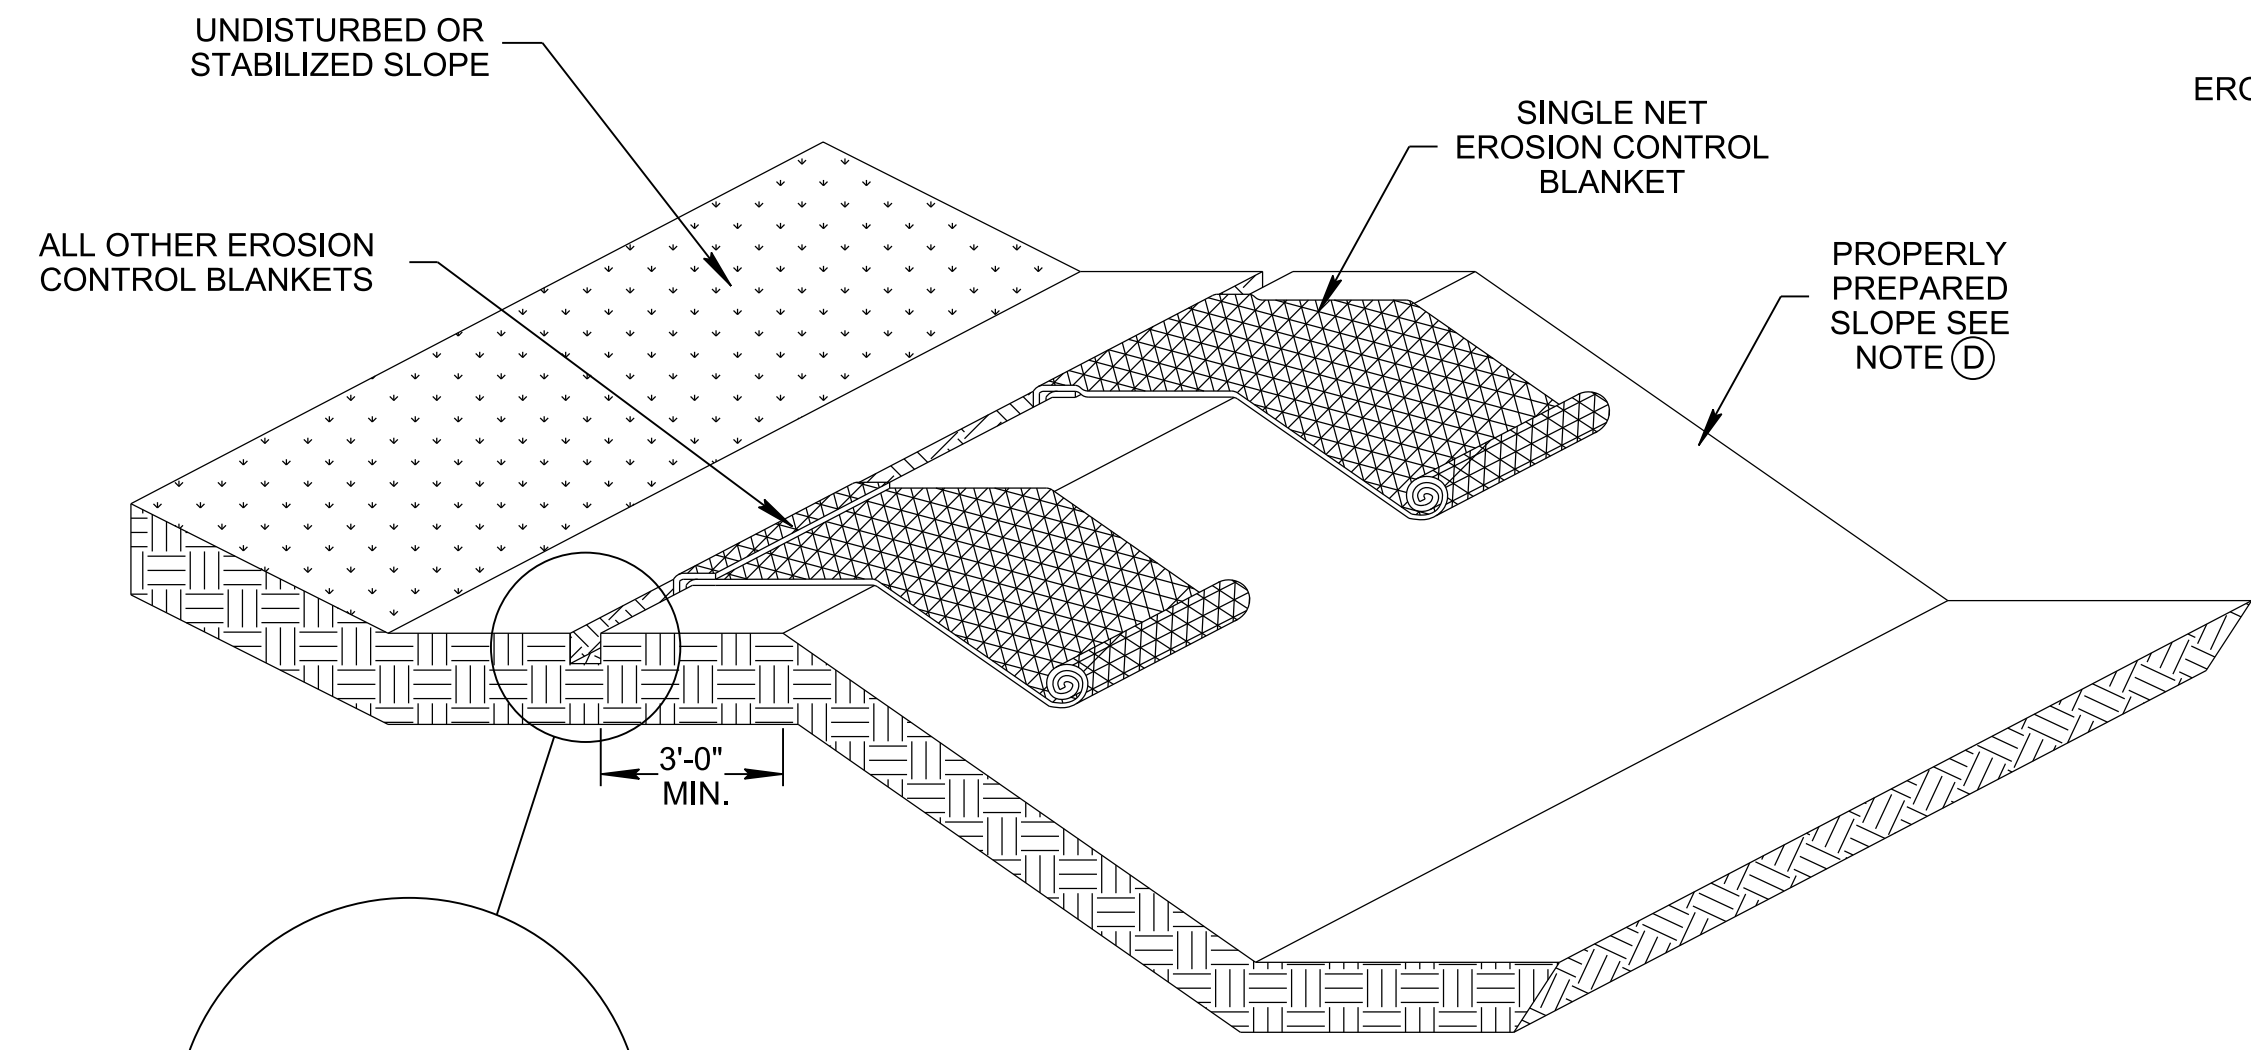 UNDISTURBED OR
STABILIZED SLOPE
SINGLE NET
EROSION CONTROL
BLANKET
ALL OTHER EROSION
CONTROL BLANKETS
PROPERLY
PREPARED
SLOPE SEE
NOTE D
3'-0"
MIN.